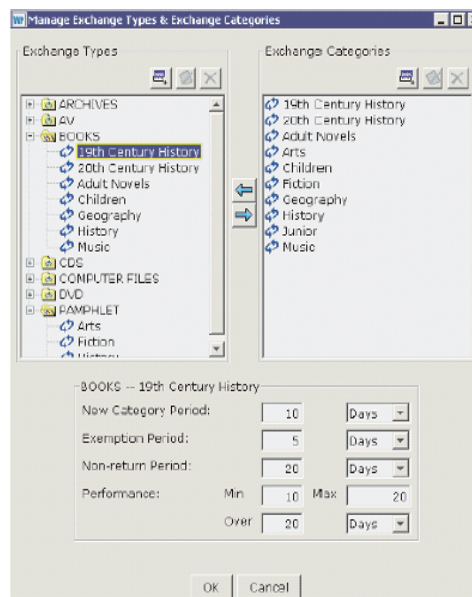 Manage Exchange Types & Exchange Categories
Exchange Types
ARCHIVES
AV
BOOKS
19th Century History
20th Century History
Adult Novels
Children
Geography
History
Music
CDS
COMPUTER FILES
DVD
PAMPHLET
Arts
Fiction
History
Exchange Categories
19th Century History
20th Century History
Adult Novels
Arts
Children
Fiction
Geography
History
Junior
Music
BOOKS -- 19th Century History
New Category Period: 10 Days
Exemption Period: 5 Days
Non-return Period: 20 Days
Performance: Min 10 Max 20
Over 20 Days
OK Cancel